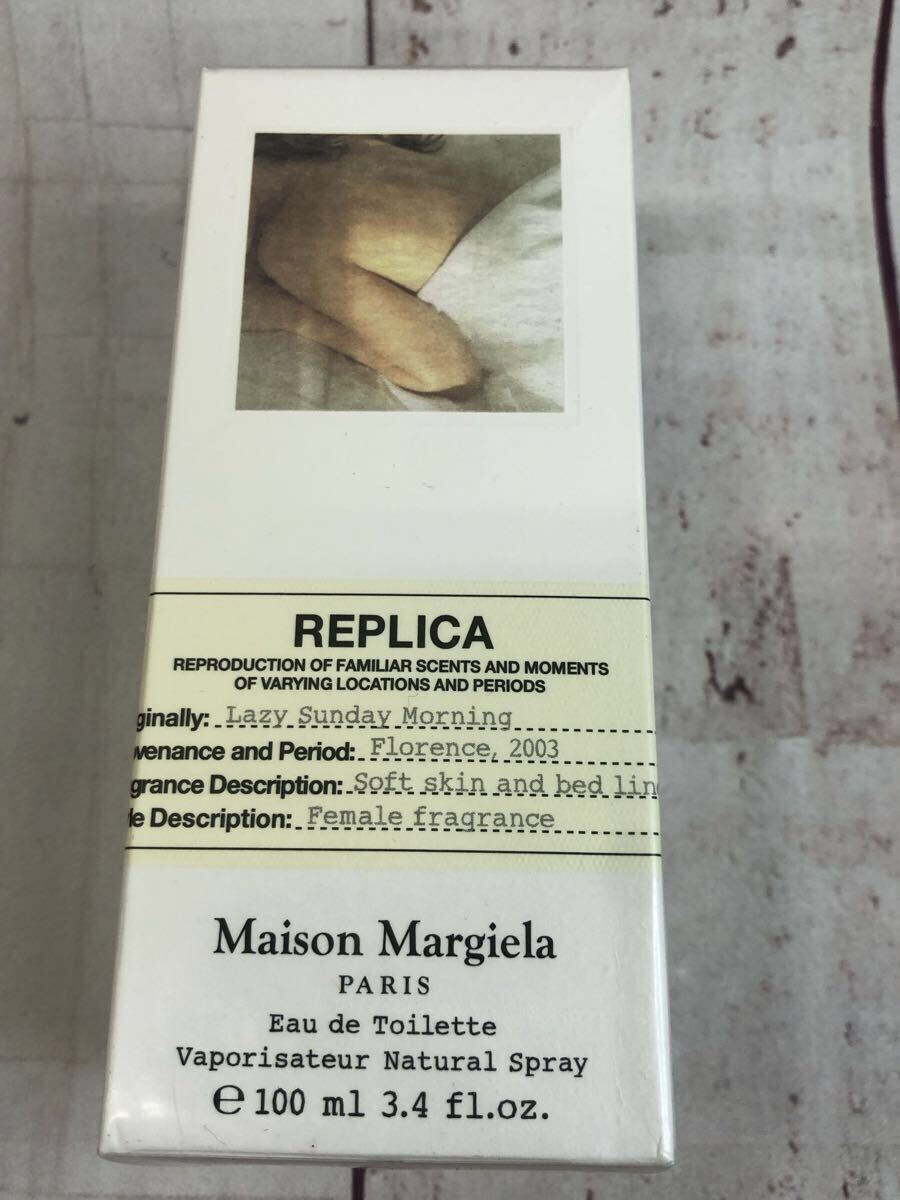 REPLICA
REPRODUCTION OF FAMILIAR SCENTS AND MOMENTS
OF VARYING LOCATIONS AND PERIODS
ginally: Lazy Sunday Morning
venance and Period: Florence, 2003
grance Description: Soft skin and bed lin
le Description: Female fragrance
Maison Margiela
PARIS
Eau de Toilette
Vaporisateur Natural Spray
e 100 ml 3.4 fl.oz.